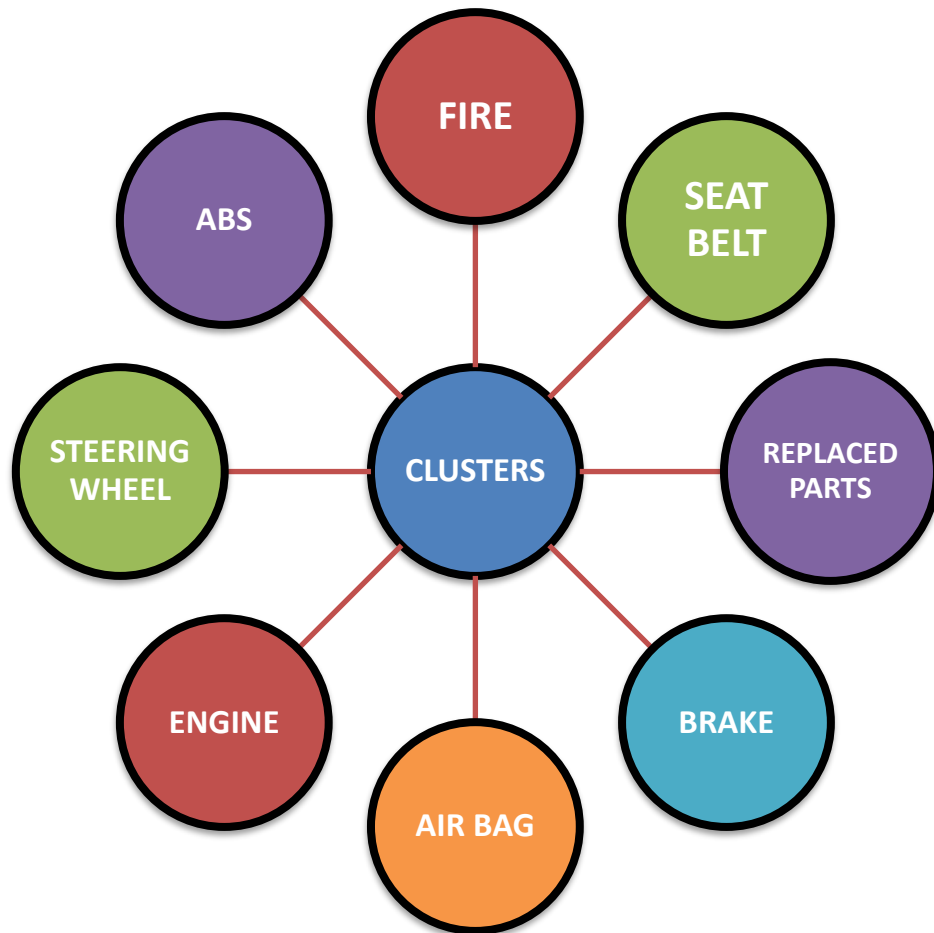 FIRE
SEAT
BELT
ABS
STEERING
WHEEL
CLUSTERS
REPLACED
PARTS
ENGINE
BRAKE
AIR BAG